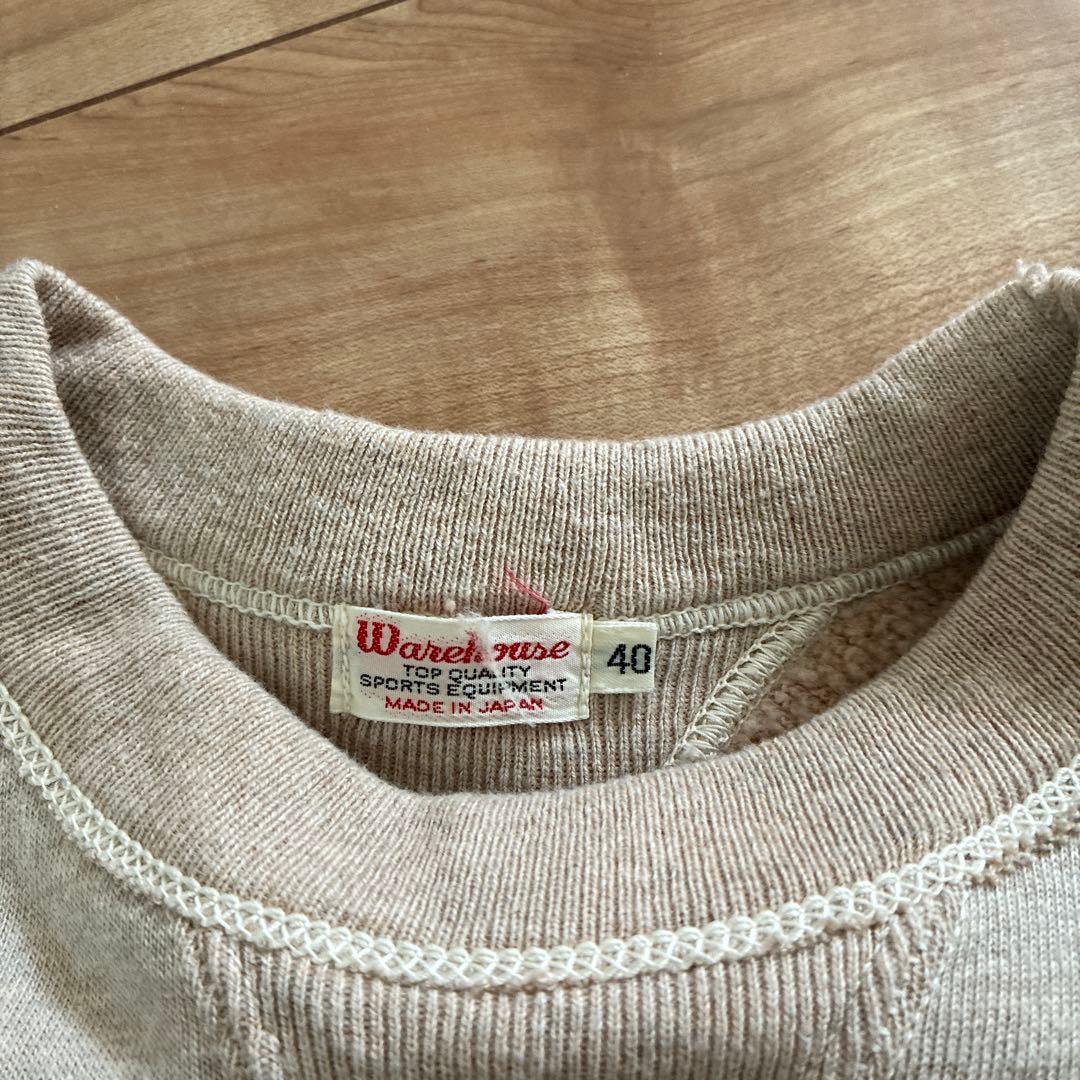 Warehouse
TOP QUALITY
SPORTS EQUIPMENT
MADE IN JAPAN
40